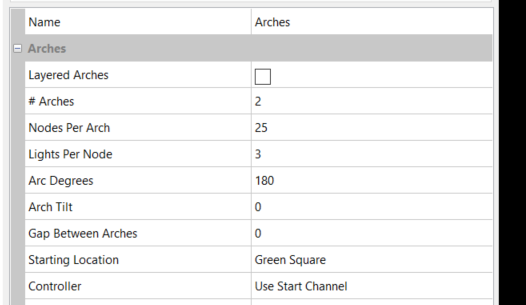 Name Arches
Arches
Layered Arches
# Arches 2
Nodes Per Arch 25
Lights Per Node 3
Arc Degrees 180
Arch Tilt 0
Gap Between Arches 0
Starting Location Green Square
Controller Use Start Channel